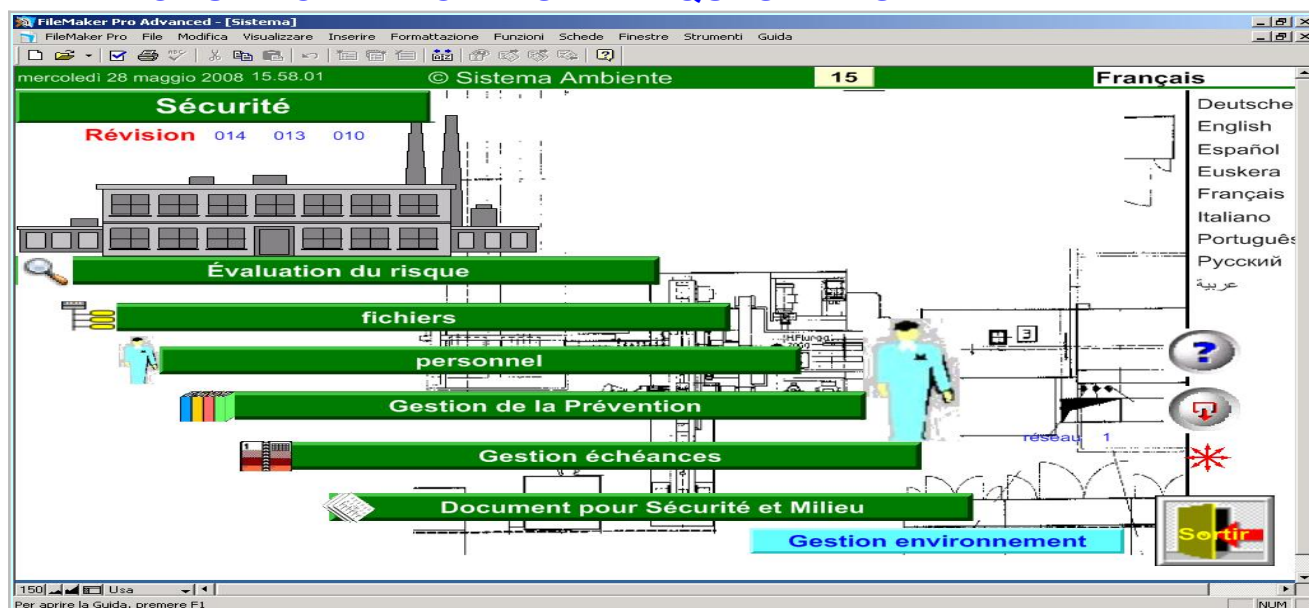 FileMaker Pro Advanced - [Sistema]
FileMaker Pro File Modifica Visualizzare Inserire Formattazione Funzioni Schede Finestre Strumenti Guida
mercoledì 28 maggio 2008 15.58.01 © Sistema Ambiente 15 Français
Sécurité
Révision 014 013 010
Deutsche
English
Español
Euskera
Français
Italiano
Português
Русский
عربية
Évaluation du risque
fichiers
personnel
Gestion de la Prévention
Gestion échéances
Document pour Sécurité et Milieu
Gestion environnement
3
?
réseau 1
Sortir
150 Usa
Per aprire la Guida, premere F1 NUM